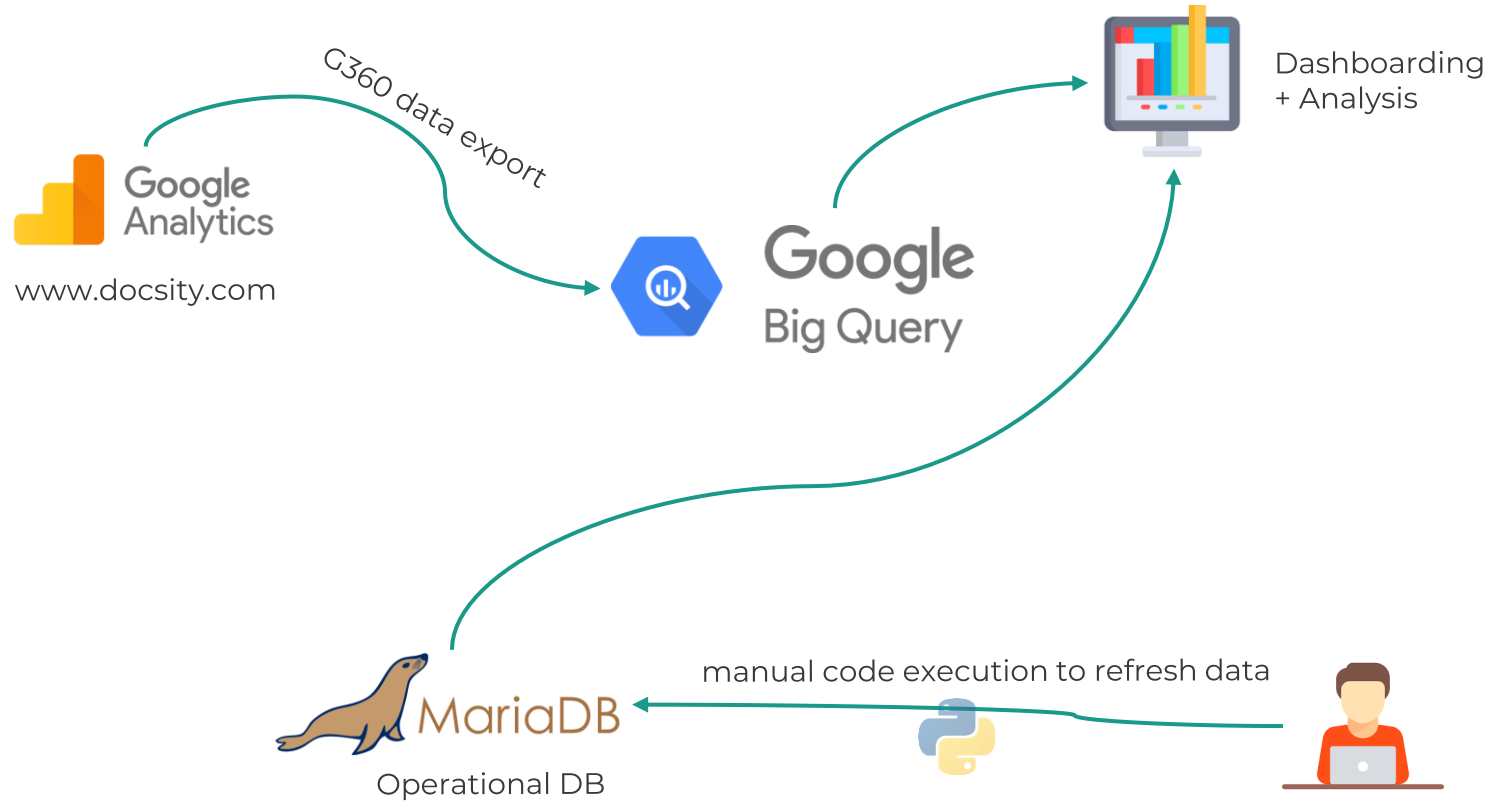 G360 data export
Dashboarding
+ Analysis
Google
Analytics
www.docsity.com
Google
Big Query
manual code execution to refresh data
MariaDB
Operational DB